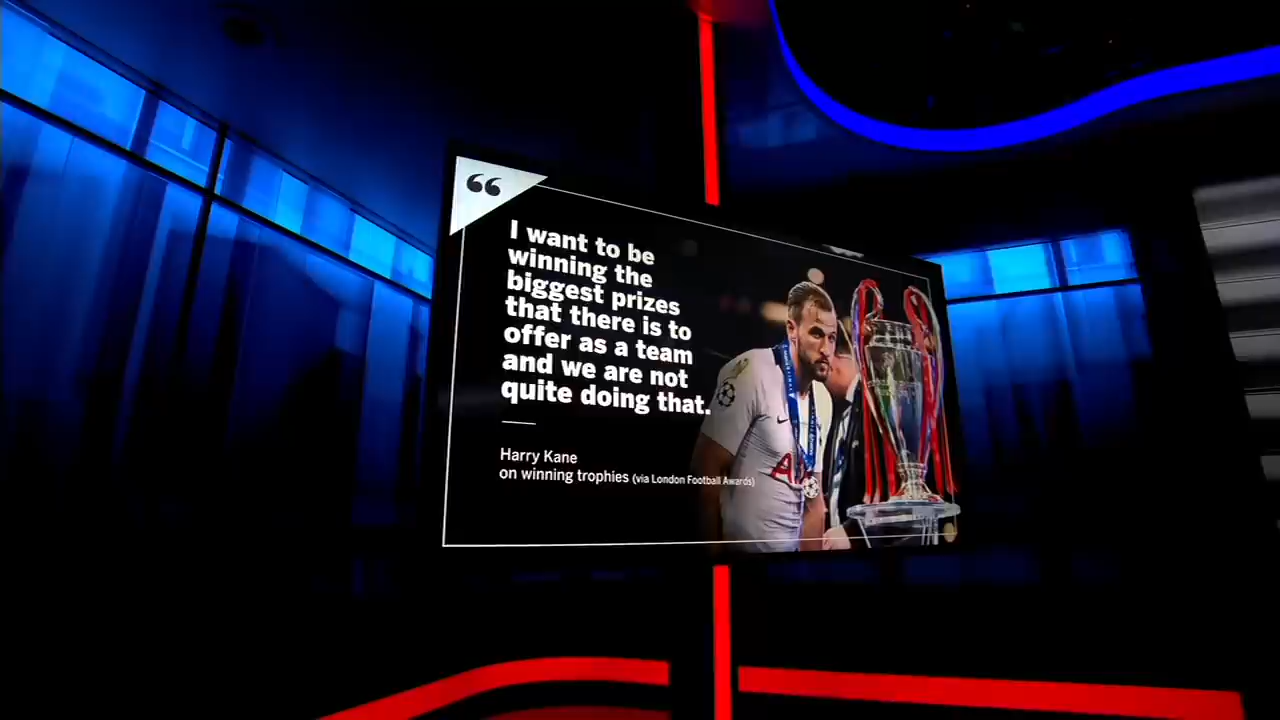 “
I want to be
winning the
biggest prizes
that there is to
offer as a team
and we are not
quite doing that.
Harry Kane
on winning trophies (via London Football Awards)